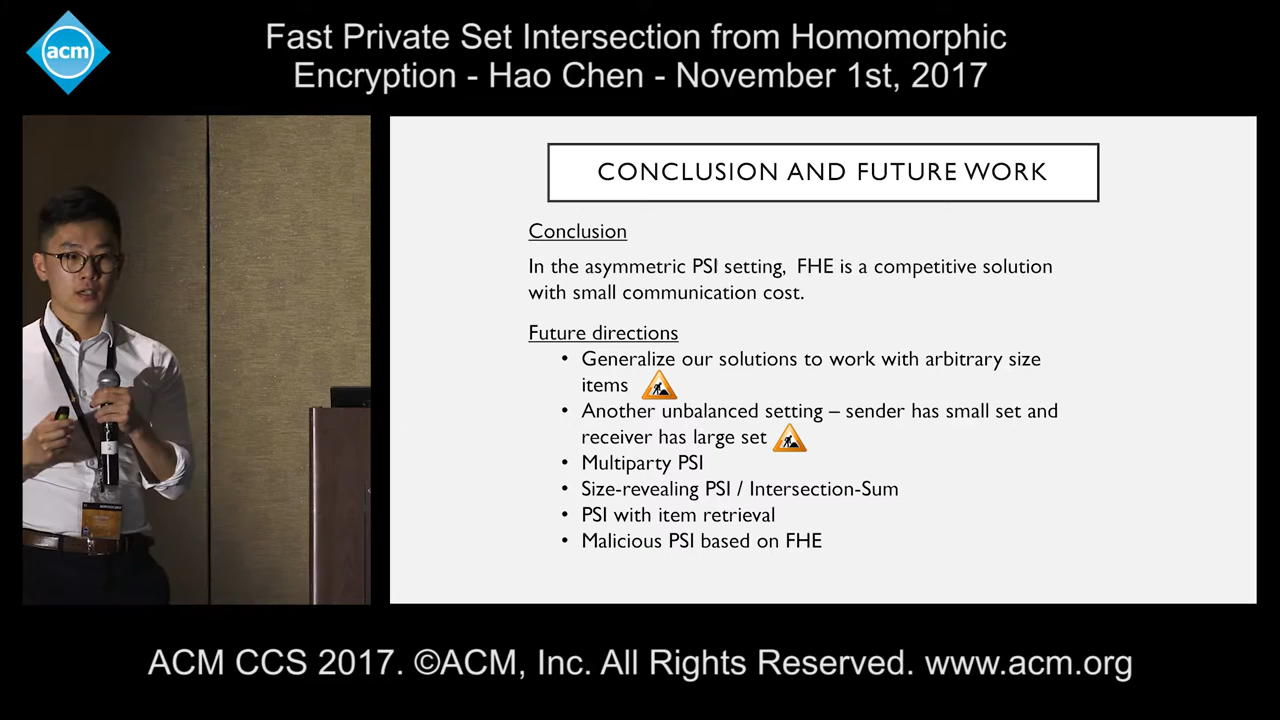 acm
Fast Private Set Intersection from Homomorphic
Encryption - Hao Chen - November 1st, 2017
CONCLUSION AND FUTURE WORK
Conclusion
In the asymmetric PSI setting, FHE is a competitive solution
with small communication cost.
Future directions
• Generalize our solutions to work with arbitrary size
items
• Another unbalanced setting – sender has small set and
receiver has large set
• Multiparty PSI
• Size-revealing PSI / Intersection-Sum
• PSI with item retrieval
• Malicious PSI based on FHE
ACM CCS 2017. ©ACM, Inc. All Rights Reserved. www.acm.org